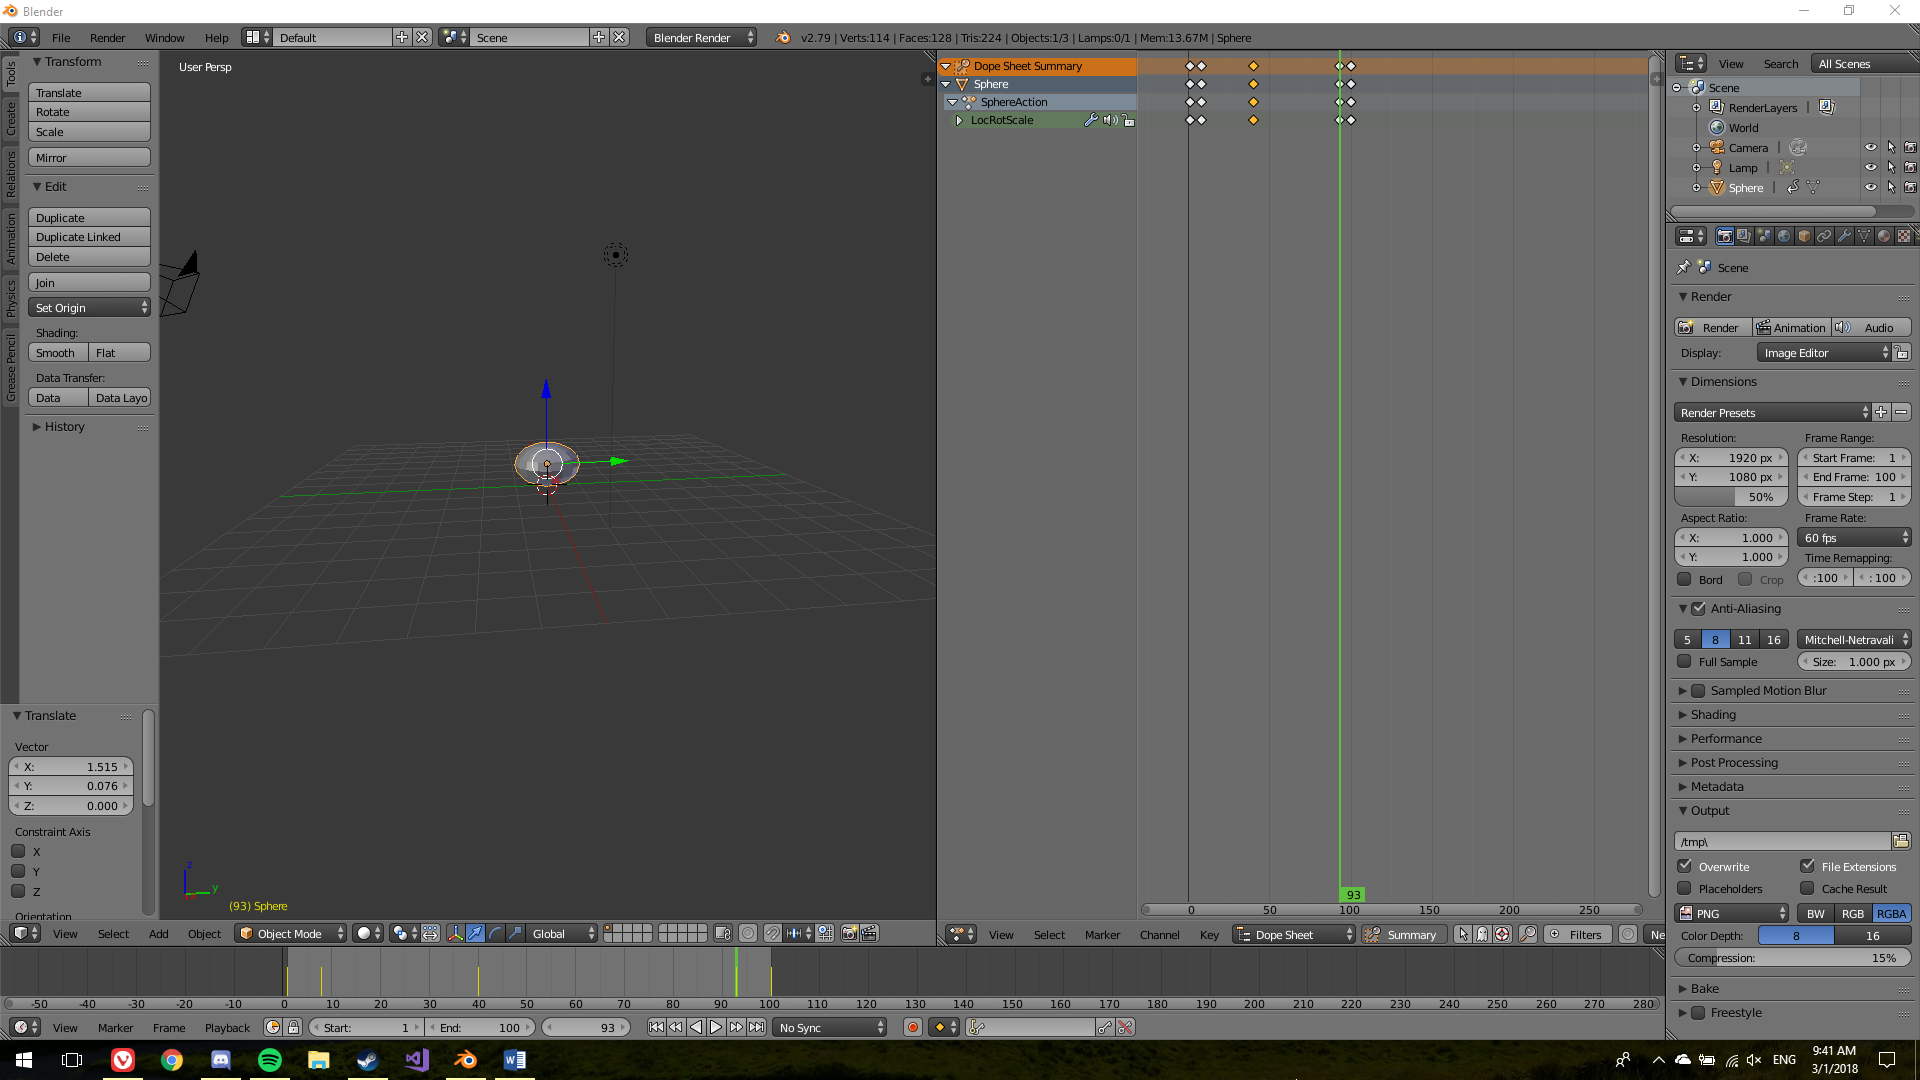 Blender
File Render Window Help Default Scene Blender Render v2.79 | Verts:114 | Faces:128 | Tris:224 | Objects:1/3 | Lamps:0/1 | Mem:13.67M | Sphere
Tools
Create
Relations
Animation
Physics
Grease Pencil
Transform
Translate
Rotate
Scale
Mirror
Edit
Duplicate
Duplicate Linked
Delete
Join
Set Origin
Shading:
Smooth Flat
Data Transfer:
Data Data Layo
History
Translate
Vector
X: 1.515
Y: 0.076
Z: 0.000
Constraint Axis
X
Y
Z
Orientation
User Persp
z
y
(93) Sphere
View Select Add Object Object Mode Global
Dope Sheet Summary
Sphere
SphereAction
LocRotScale
93
0 50 100 150 200 250
View Select Marker Channel Key Dope Sheet Summary Filters Ne
View Search All Scenes
Scene
RenderLayers |
World
Camera |
Lamp |
Sphere |
Scene
Render
Render Animation Audio
Display: Image Editor
Dimensions
Render Presets
Resolution: Frame Range:
X: 1920 px Start Frame: 1
Y: 1080 px End Frame: 100
50% Frame Step: 1
Aspect Ratio: Frame Rate:
X: 1.000 60 fps
Y: 1.000 Time Remapping:
Bord Crop :100 : 100
Anti-Aliasing
5 8 11 16 Mitchell-Netravali
Full Sample Size: 1.000 px
Sampled Motion Blur
Shading
Performance
Post Processing
Metadata
Output
/tmp\
Overwrite File Extensions
Placeholders Cache Result
PNG BW RGB RGBA
Color Depth: 8 16
Compression: 15%
Bake
Freestyle
-50 -40 -30 -20 -10 0 10 20 30 40 50 60 70 80 90 100 110 120 130 140 150 160 170 180 190 200 210 220 230 240 250 260 270 280
View Marker Frame Playback Start: 1 End: 100 93 No Sync
ENG 9:41 AM
3/1/2018